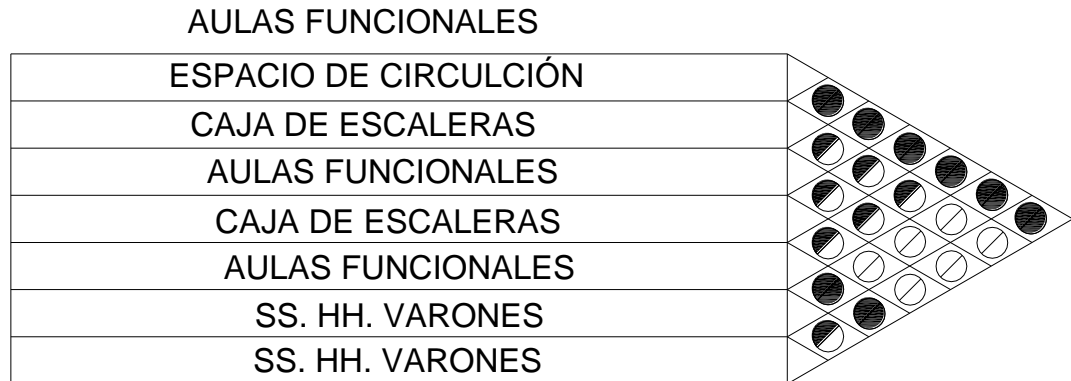 AULAS FUNCIONALES
ESPACIO DE CIRCULCIÓN
CAJA DE ESCALERAS
AULAS FUNCIONALES
CAJA DE ESCALERAS
AULAS FUNCIONALES
SS. HH. VARONES
SS. HH. VARONES